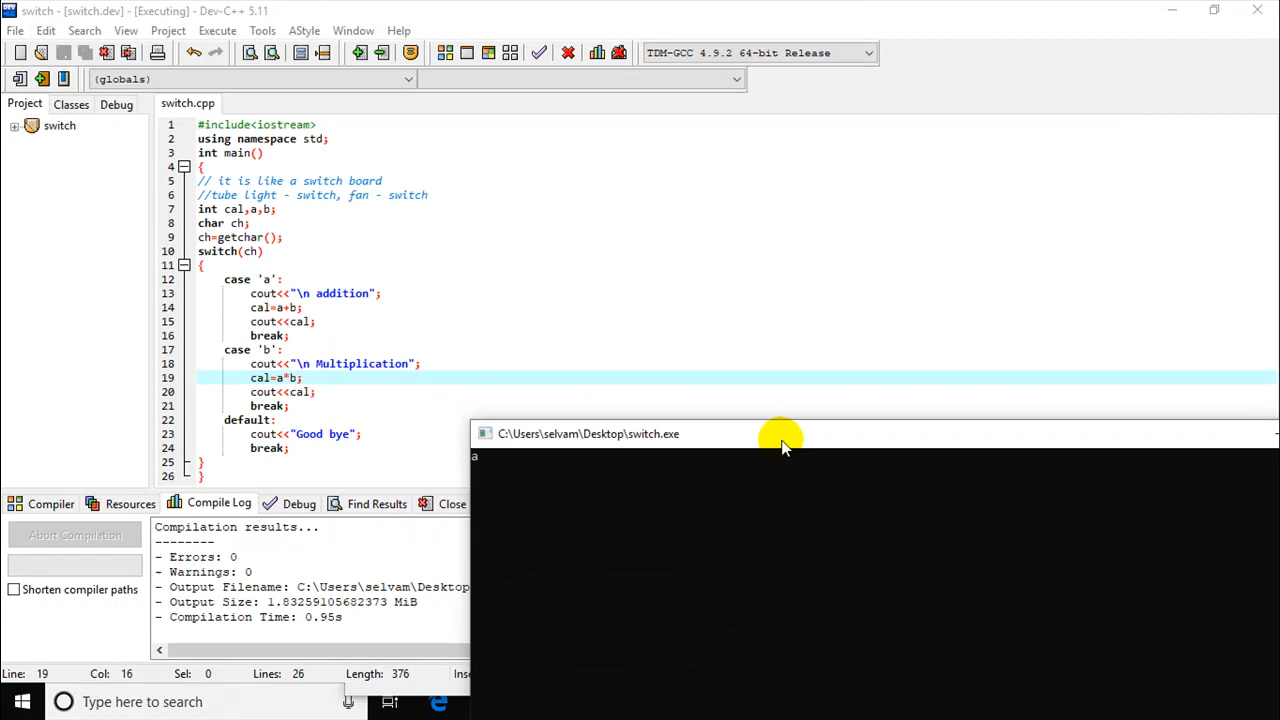 switch - [switch.dev] - [Executing] - Dev-C++ 5.11
File Edit Search View Project Execute Tools AStyle Window Help
TDM-GCC 4.9.2 64-bit Release
(globals)
Project Classes Debug
switch
switch.cpp
1 #include<iostream>
2 using namespace std;
3 int main()
4 {
5 // it is like a switch board
6 //tube light - switch, fan - switch
7 int cal,a,b;
8 char ch;
9 ch=getchar();
10 switch(ch)
11 {
12 case 'a':
13 cout<<"\n addition";
14 cal=a+b;
15 cout<<cal;
16 break;
17 case 'b':
18 cout<<"\n Multiplication";
19 cal=a*b;
20 cout<<cal;
21 break;
22 default:
23 cout<<"Good bye";
24 break;
25 }
26 }
C:\Users\selvam\Desktop\switch.exe
a
Compiler Resources Compile Log Debug Find Results Close
Abort Compilation
Shorten compiler paths
Compilation results...
--------
- Errors: 0
- Warnings: 0
- Output Filename: C:\Users\selvam\Desktop
- Output Size: 1.83259105682373 MiB
- Compilation Time: 0.95s
Line: 19 Col: 16 Sel: 0 Lines: 26 Length: 376 Inse
Type here to search